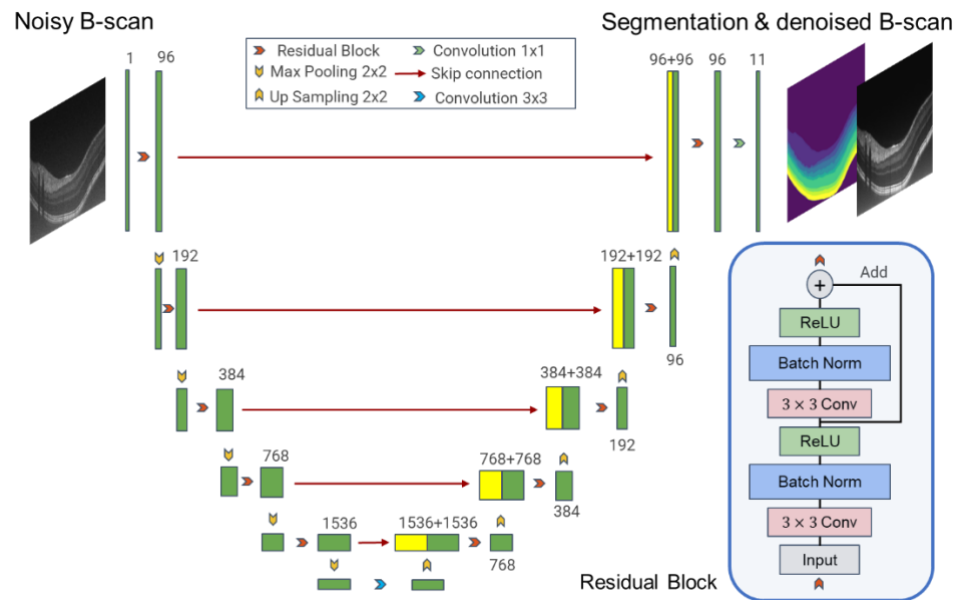 Noisy B-scan
Segmentation & denoised B-scan
Residual Block
Convolution 1x1
Max Pooling 2x2
Skip connection
Up Sampling 2x2
Convolution 3x3
1
96
96+96
96
11
192
192+192
96
384
384+384
192
768
768+768
384
1536
1536+1536
768
Add
+
ReLU
Batch Norm
3 × 3 Conv
ReLU
Batch Norm
3 × 3 Conv
Input
Residual Block